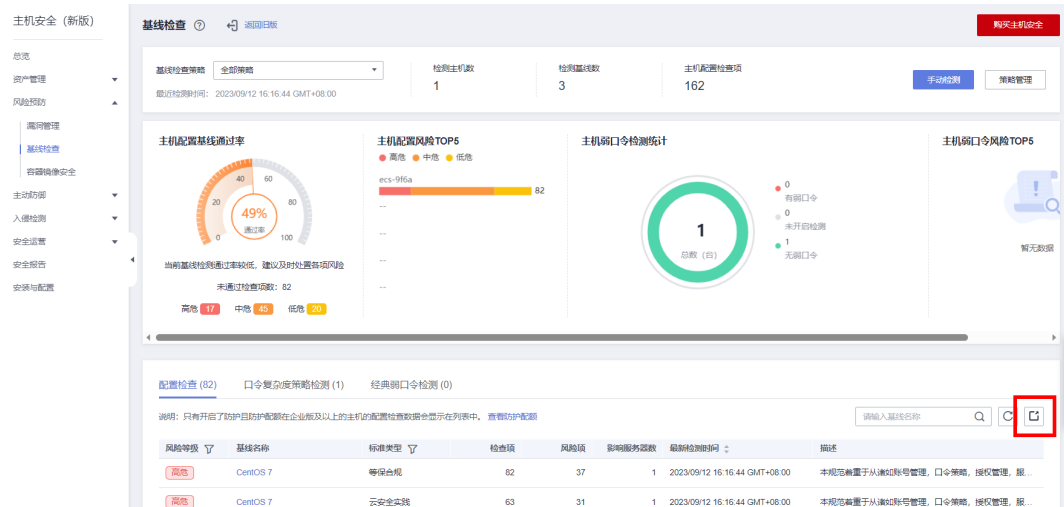 主机安全（新版）
基线检查
返回旧版
购买主机安全
总览
资产管理
风险预防
漏洞管理
基线检查
容器镜像安全
主动防御
入侵检测
安全运营
安全报告
安装与配置
基线检查策略 全部策略
最近检测时间： 2023/09/12 16:16:44 GMT+08:00
检测主机数
1
检测基线数
3
主机配置检查项
162
手动检测
策略管理
主机配置基线通过率
0 20 40 60 80 100
49%
通过率
当前基线检测通过率较低，建议及时处置各项风险
未通过检查项数：82
高危 17 中危 45 低危 20
主机配置风险TOP5
高危 中危 低危
ecs-9f6a
82
--
--
--
--
主机弱口令检测统计
1
总数（台）
0
有弱口令
0
未开启检测
1
无弱口令
主机弱口令风险TOP5
暂无数据
配置检查 (82) 口令复杂度策略检测 (1) 经典弱口令检测 (0)
说明：只有开启了防护且防护配额在企业版及以上的主机的配置检查数据会显示在列表中。 查看防护配额
请输入基线名称
风险等级 基线名称 标准类型 检查项 风险项 影响服务器数 最新检测时间 描述
高危 CentOS 7 等保合规 82 37 1 2023/09/12 16:16:44 GMT+08:00 本规范着重于从诸如账号管理，口令策略，授权管理，服...
高危 CentOS 7 云安全实践 63 31 1 2023/09/12 16:16:44 GMT+08:00 本规范着重于从诸如账号管理，口令策略，授权管理，服...